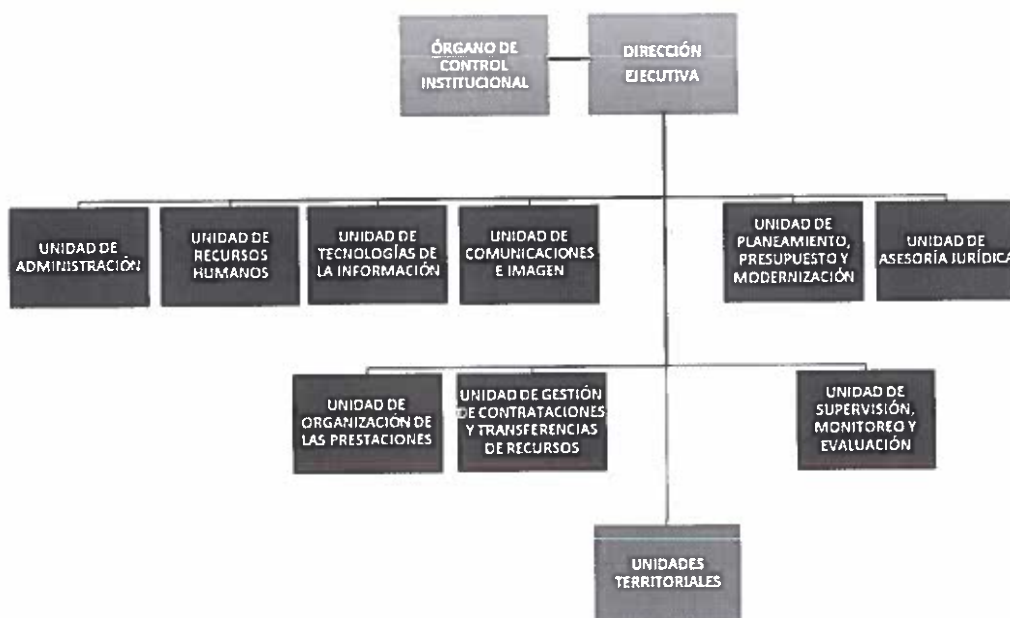 ÓRGANO DE
CONTROL
INSTITUCIONAL
DIRECCIÓN
EJECUTIVA
UNIDAD DE
ADMINISTRACIÓN
UNIDAD DE
RECURSOS
HUMANOS
UNIDAD DE
TECNOLOGÍAS DE
LA INFORMACIÓN
UNIDAD DE
COMUNICACIONES
E IMAGEN
UNIDAD DE
PLANEAMIENTO,
PRESUPUESTO Y
MODERNIZACIÓN
UNIDAD DE
ASESORÍA JURÍDICA
UNIDAD DE
ORGANIZACIÓN DE
LAS PRESTACIONES
UNIDAD DE GESTIÓN
DE CONTRATACIONES
Y TRANSFERENCIAS
DE RECURSOS
UNIDAD DE
SUPERVISIÓN,
MONITOREO Y
EVALUACIÓN
UNIDADES
TERRITORIALES